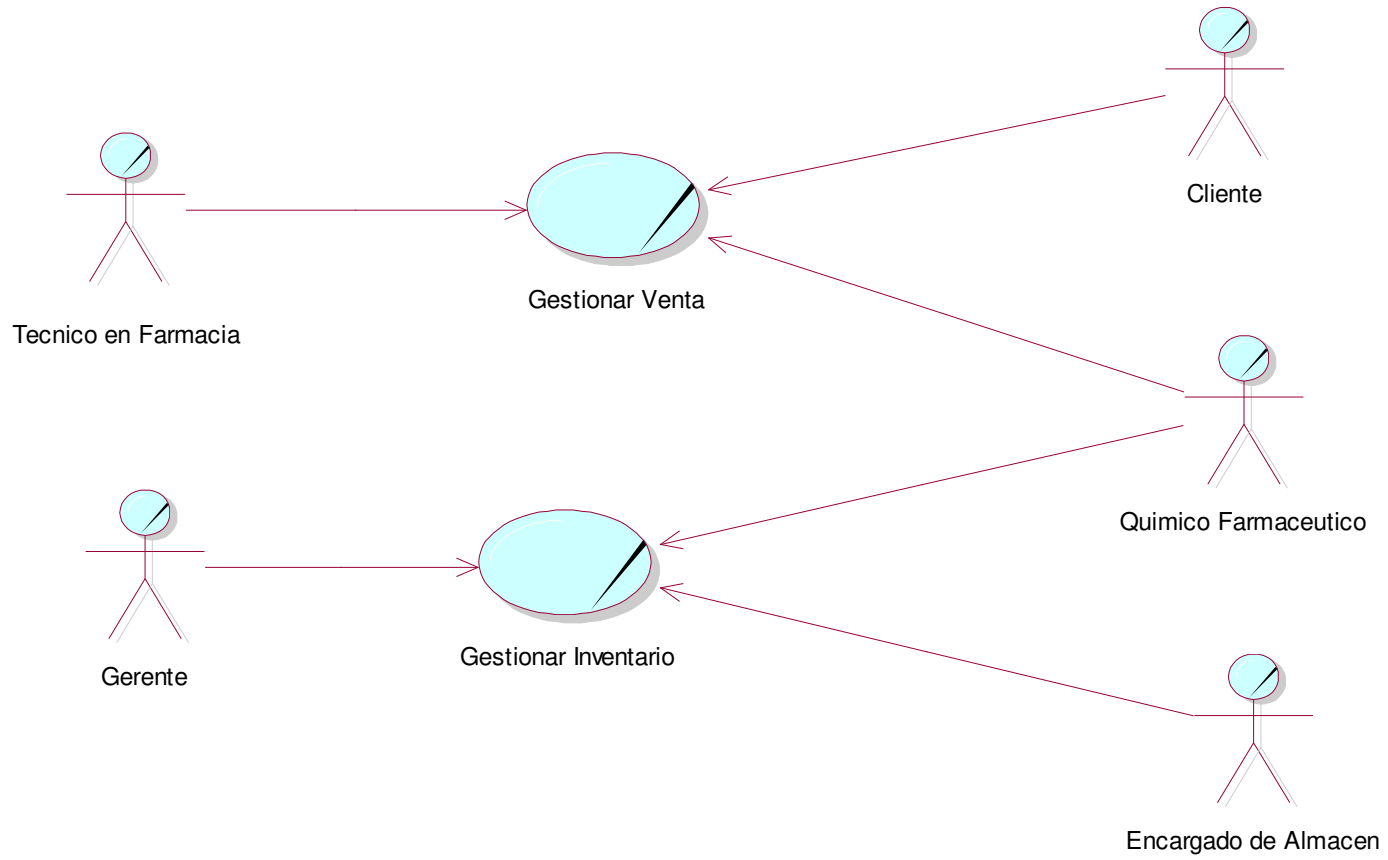 Cliente
Gestionar Venta
Tecnico en Farmacia
Quimico Farmaceutico
Gestionar Inventario
Gerente
Encargado de Almacen